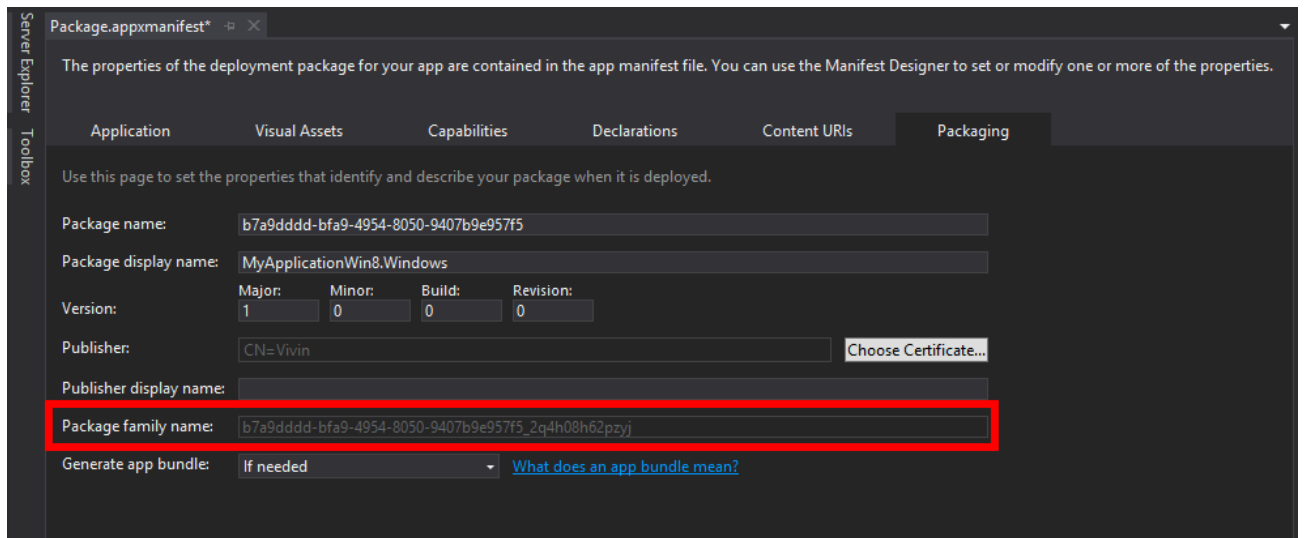 Server Explorer
Toolbox
Package.appxmanifest*
The properties of the deployment package for your app are contained in the app manifest file. You can use the Manifest Designer to set or modify one or more of the properties.
Application Visual Assets Capabilities Declarations Content URIs Packaging
Use this page to set the properties that identify and describe your package when it is deployed.
Package name: b7a9dddd-bfa9-4954-8050-9407b9e957f5
Package display name: MyApplicationWin8.Windows
Major: Minor: Build: Revision:
Version: 1 0 0 0
Publisher: CN=Vivin Choose Certificate...
Publisher display name:
Package family name: b7a9dddd-bfa9-4954-8050-9407b9e957f5_2q4h08h62pzyj
Generate app bundle: If needed What does an app bundle mean?